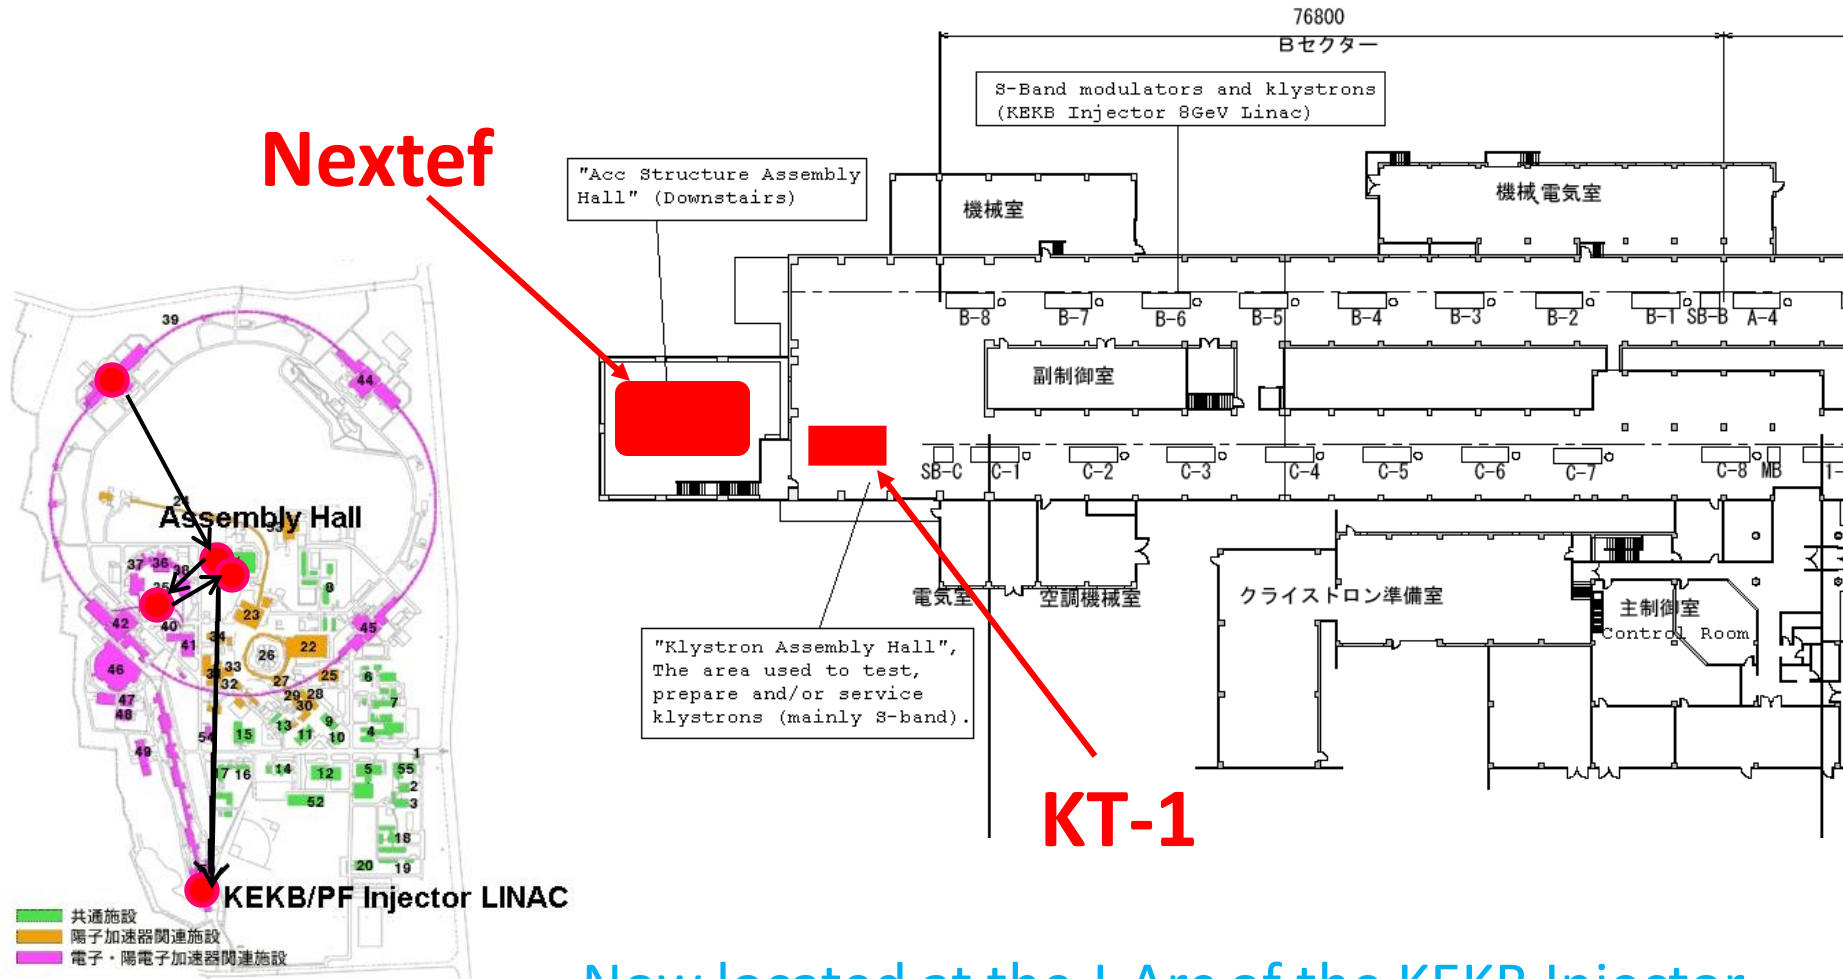 76800
Bセクター
S-Band modulators and klystrons
(KEKB Injector 8GeV Linac)
Nextef
"Acc Structure Assembly
Hall" (Downstairs)
機械室
機械電気室
B-8
B-7
B-6
B-5
B-4
B-3
B-2
B-1
SB-B
A-4
副制御室
SB-C
C-1
C-2
C-3
C-4
C-5
C-6
C-7
C-8
MB
1-
電気室
空調機械室
クライストロン準備室
主制御室
Control Room
"Klystron Assembly Hall",
The area used to test,
prepare and/or service
klystrons (mainly S-band).
KT-1
39
44
24
Assembly Hall
37
36
38
8
23
42
40
41
45
34
22
26
46
33
32
31
27
25
6
29
28
47
48
30
7
13
9
11
10
4
15
54
49
1
17
16
14
12
5
55
2
52
3
18
20
19
KEKB/PF Injector LINAC
共通施設
陽子加速器関連施設
電子・陽電子加速器関連施設